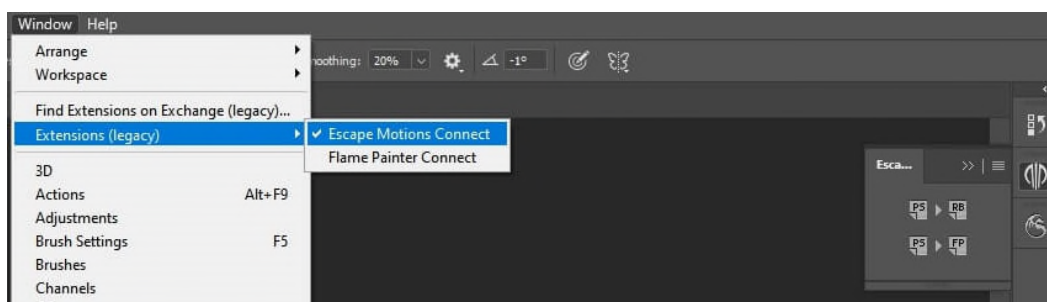 Window Help
Arrange
Workspace
moothing: 20% -1°
Find Extensions on Exchange (legacy)...
Extensions (legacy)
Escape Motions Connect
Flame Painter Connect
3D
Actions Alt+F9
Adjustments
Brush Settings F5
Brushes
Channels
Esca...
PS RB
PS FP